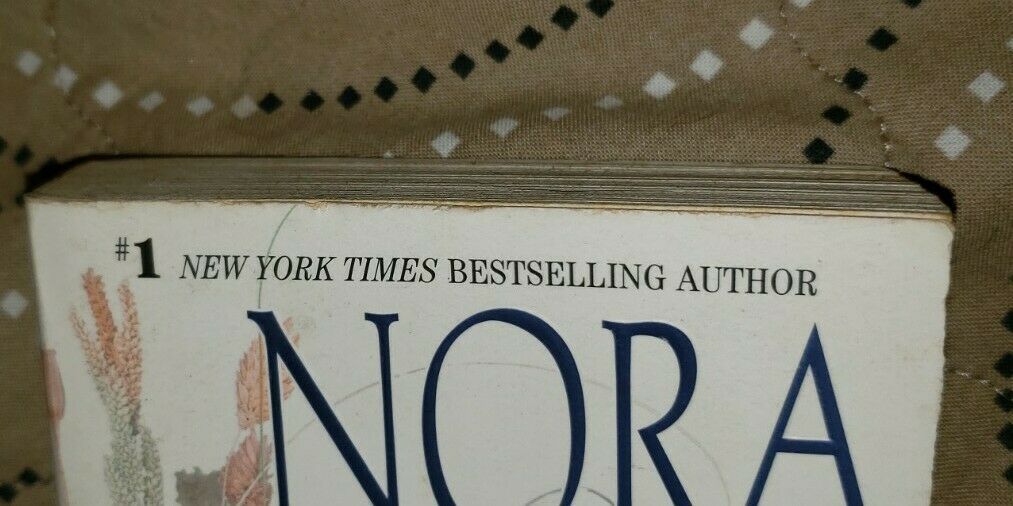 #1 NEW YORK TIMES BESTSELLING AUTHOR
NORA